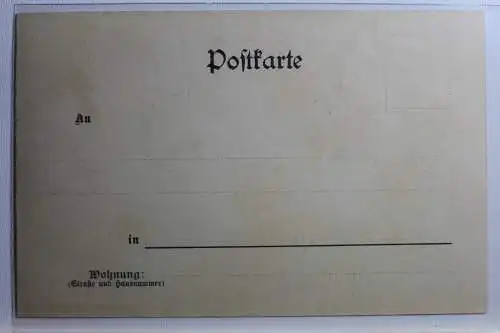 Poſtkarte
An
in
Wohnung:
(Straße und Hausnummer)